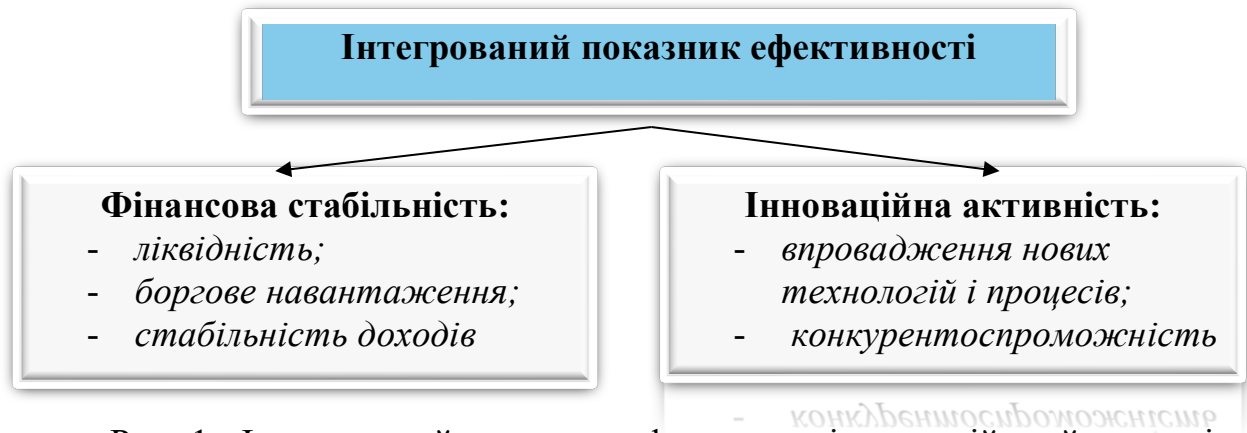 Інтегрований показник ефективності
Фінансова стабільність:
- ліквідність;
- боргове навантаження;
- стабільність доходів
Інноваційна активність:
- впровадження нових
технологій і процесів;
- конкурентоспроможність